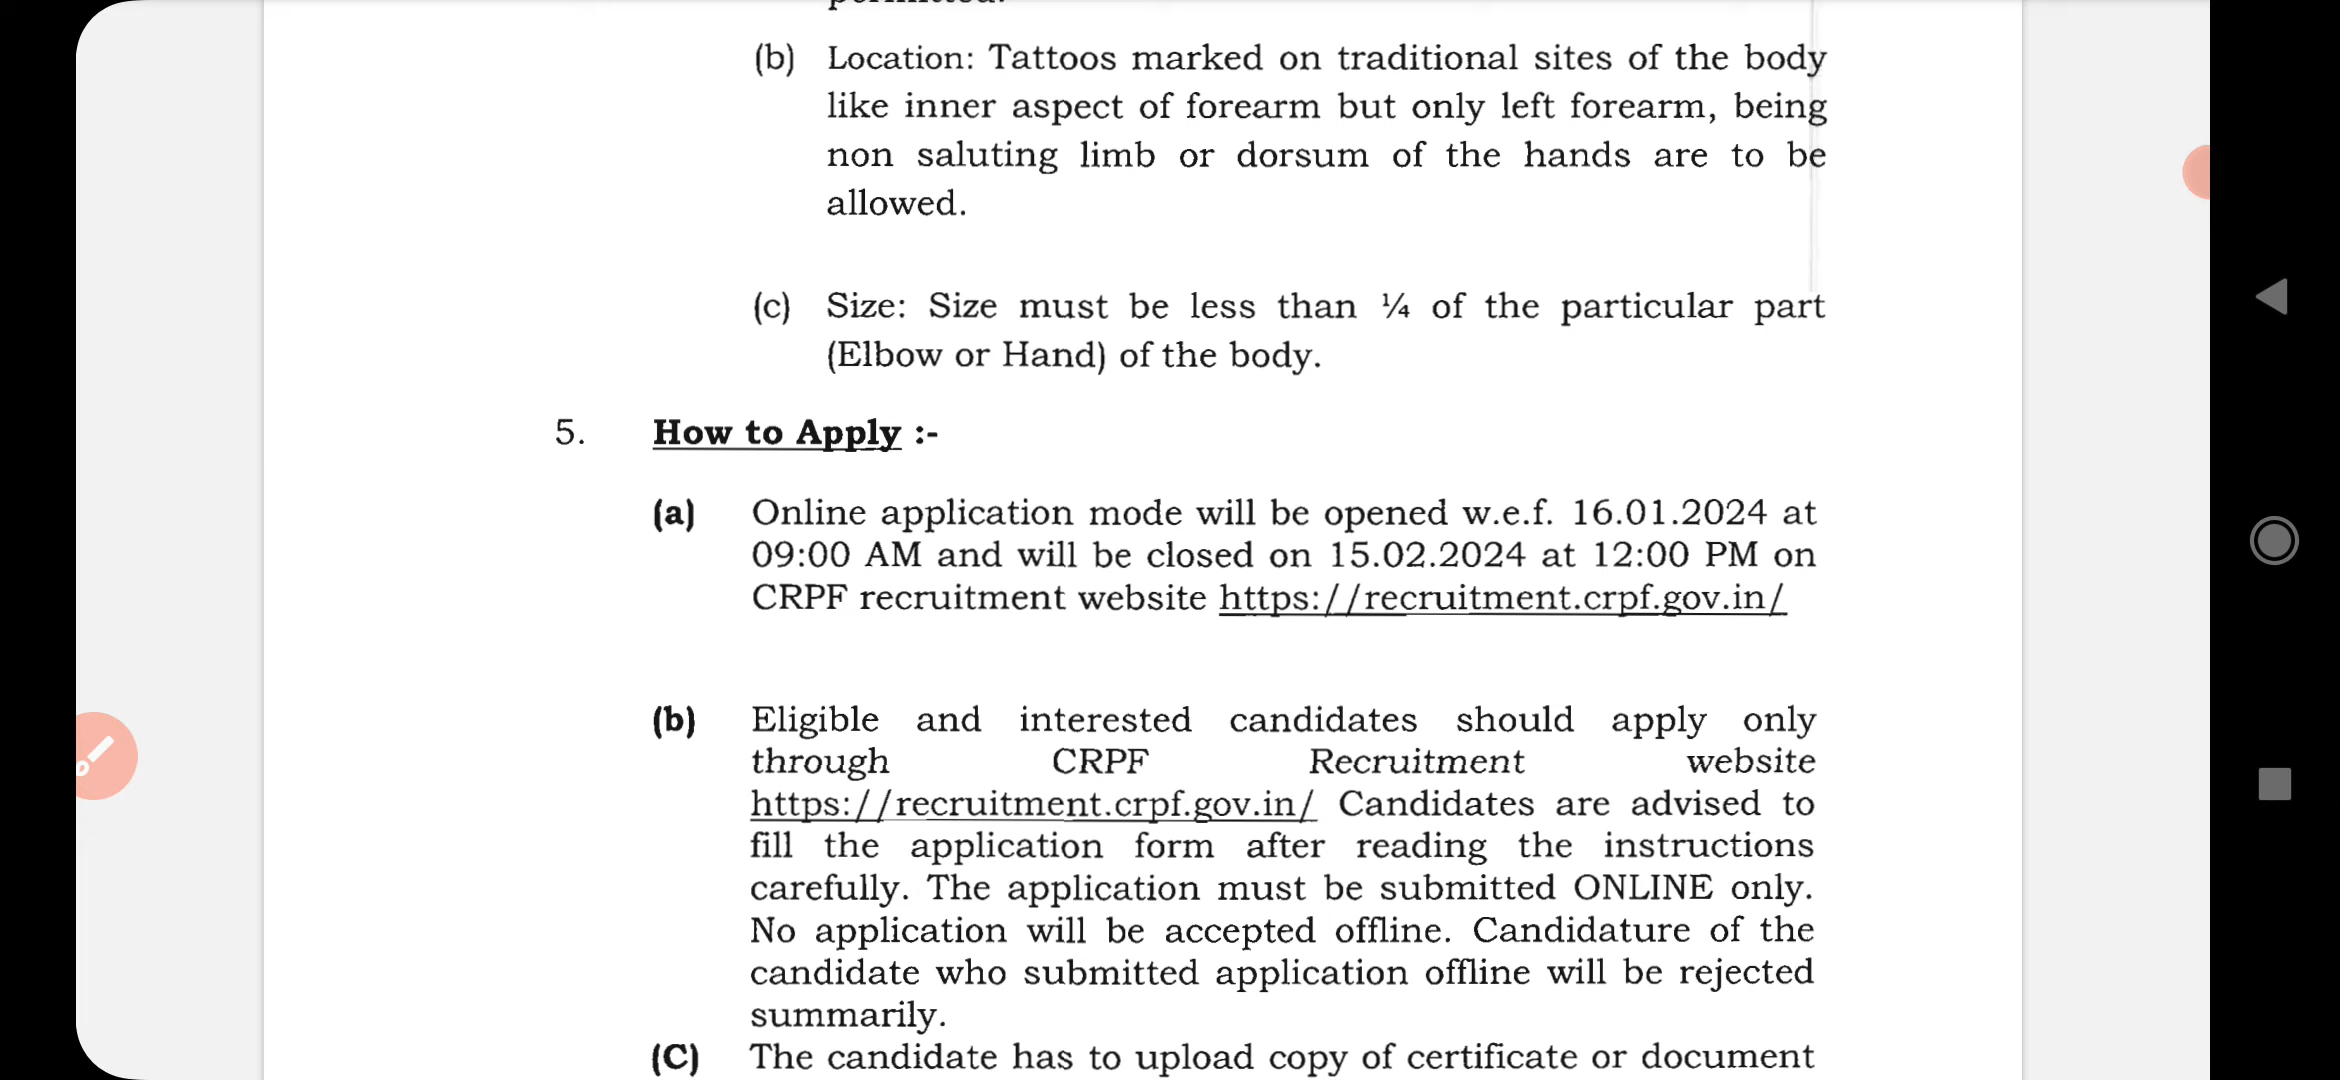 (b) Location: Tattoos marked on traditional sites of the body
like inner aspect of forearm but only left forearm, being
non saluting limb or dorsum of the hands are to be
allowed.
(c) Size: Size must be less than ¼ of the particular part
(Elbow or Hand) of the body.
5. How to Apply :-
(a) Online application mode will be opened w.e.f. 16.01.2024 at
09:00 AM and will be closed on 15.02.2024 at 12:00 PM on
CRPF recruitment website https://recruitment.crpf.gov.in/
(b) Eligible and interested candidates should apply only
through CRPF Recruitment website
https://recruitment.crpf.gov.in/ Candidates are advised to
fill the application form after reading the instructions
carefully. The application must be submitted ONLINE only.
No application will be accepted offline. Candidature of the
candidate who submitted application offline will be rejected
summarily.
(C) The candidate has to upload copy of certificate or document